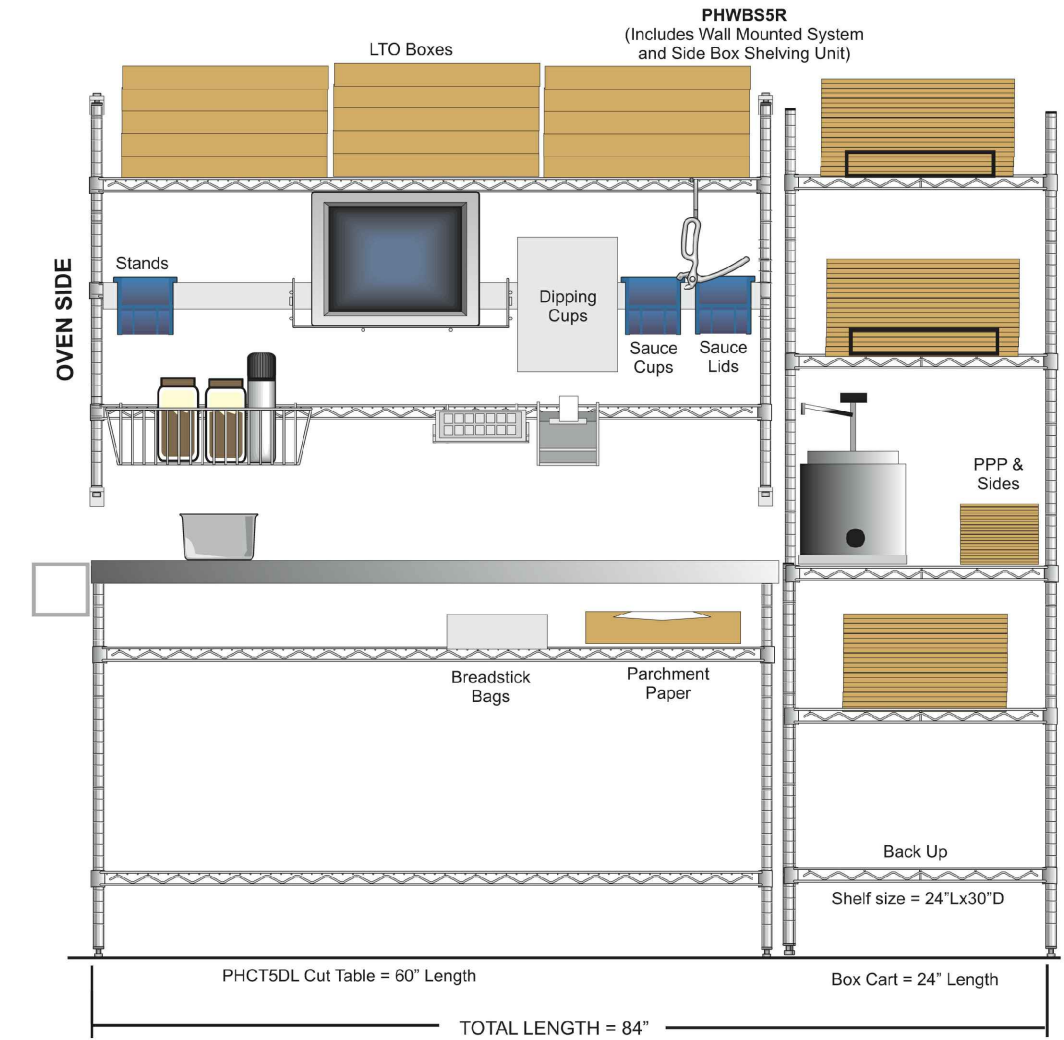 PHWBS5R
(Includes Wall Mounted System
and Side Box Shelving Unit)
LTO Boxes
OVEN SIDE
Stands
Dipping
Cups
Sauce
Cups
Sauce
Lids
PPP &
Sides
Breadstick
Bags
Parchment
Paper
Back Up
Shelf size = 24”Lx30”D
PHCT5DL Cut Table = 60” Length
Box Cart = 24” Length
TOTAL LENGTH = 84”